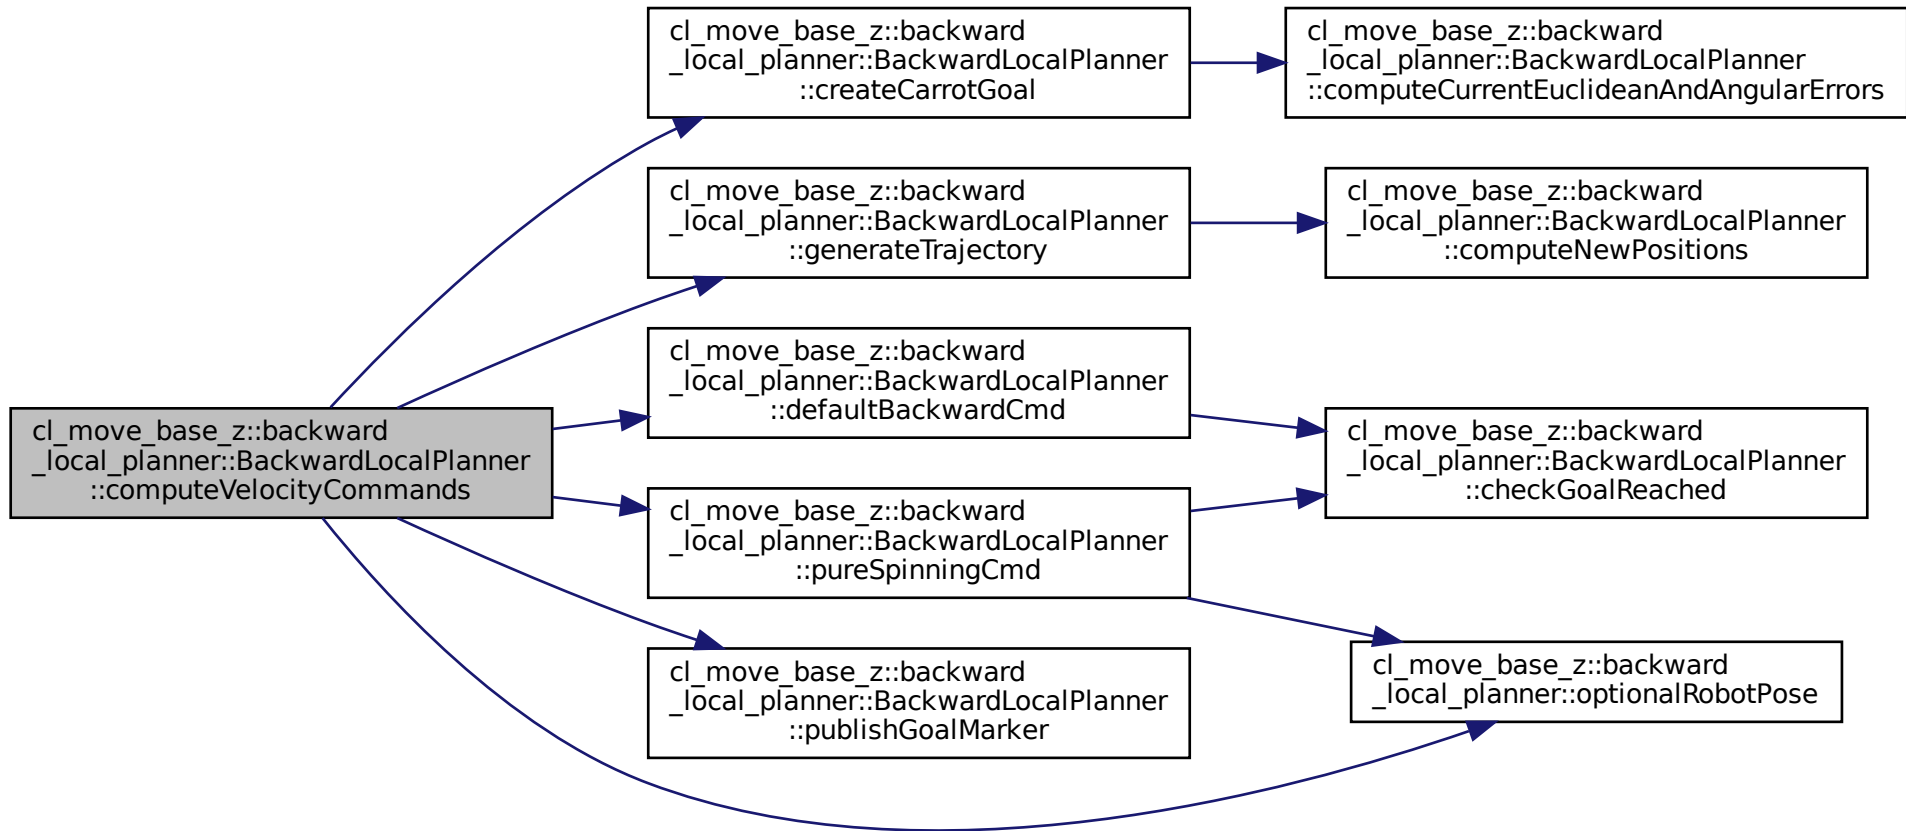 cl_move_base_z::backward
_local_planner::BackwardLocalPlanner
::computeVelocityCommands
cl_move_base_z::backward
_local_planner::BackwardLocalPlanner
::createCarrotGoal
cl_move_base_z::backward
_local_planner::BackwardLocalPlanner
::computeCurrentEuclideanAndAngularErrors
cl_move_base_z::backward
_local_planner::BackwardLocalPlanner
::generateTrajectory
cl_move_base_z::backward
_local_planner::BackwardLocalPlanner
::computeNewPositions
cl_move_base_z::backward
_local_planner::BackwardLocalPlanner
::defaultBackwardCmd
cl_move_base_z::backward
_local_planner::BackwardLocalPlanner
::checkGoalReached
cl_move_base_z::backward
_local_planner::BackwardLocalPlanner
::pureSpinningCmd
cl_move_base_z::backward
_local_planner::optionalRobotPose
cl_move_base_z::backward
_local_planner::BackwardLocalPlanner
::publishGoalMarker